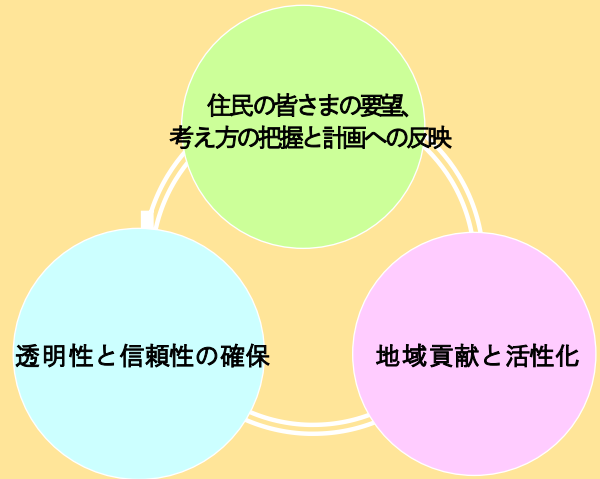 住民の皆さまの要望、
考え方の把握と計画への反映
透明性と信頼性の確保
地域貢献と活性化